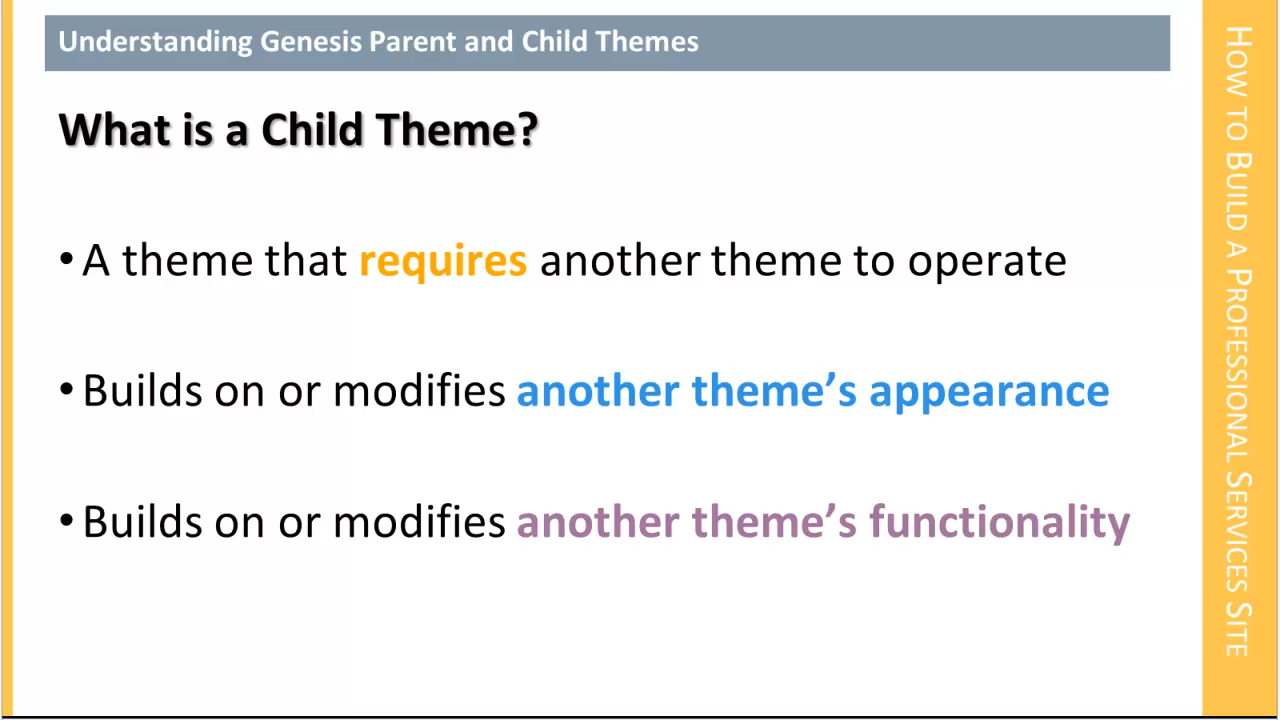 Understanding Genesis Parent and Child Themes
What is a Child Theme?
• A theme that requires another theme to operate
• Builds on or modifies another theme’s appearance
• Builds on or modifies another theme’s functionality
HOW TO BUILD A PROFESSIONAL SERVICES SITE